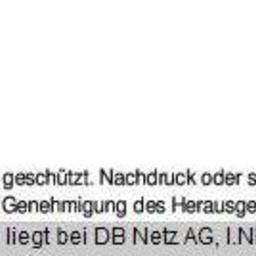 geschützt. Nachdruck oder s
Genehmigung des Herausge
liegt bei DB Netz AG, I.N